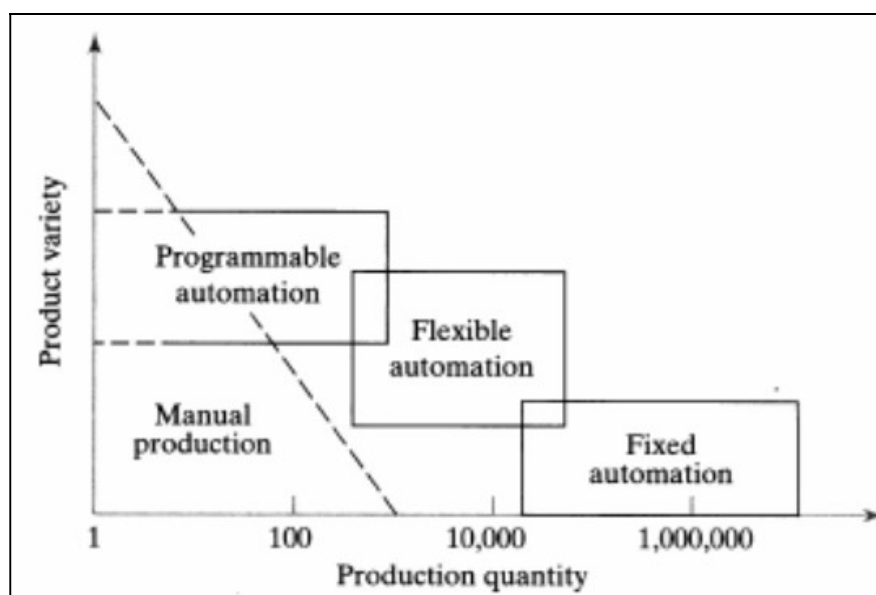 Product variety
Programmable
automation
Flexible
automation
Manual
production
Fixed
automation
1
100
10,000
1,000,000
Production quantity